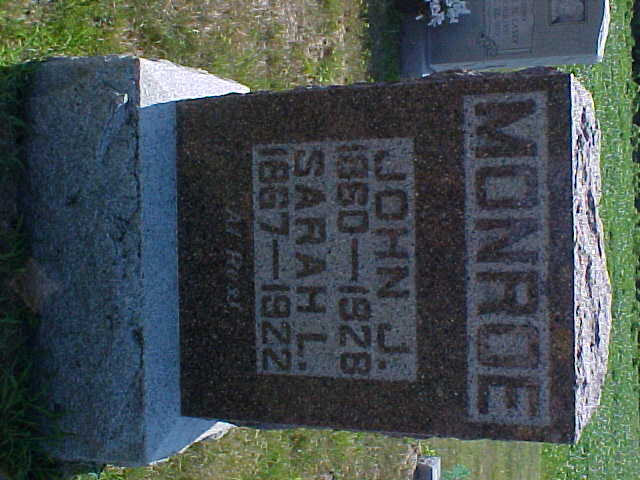 MONROE
JOHN J.
1860–1928
SARAH L.
1867–1922
At Rest